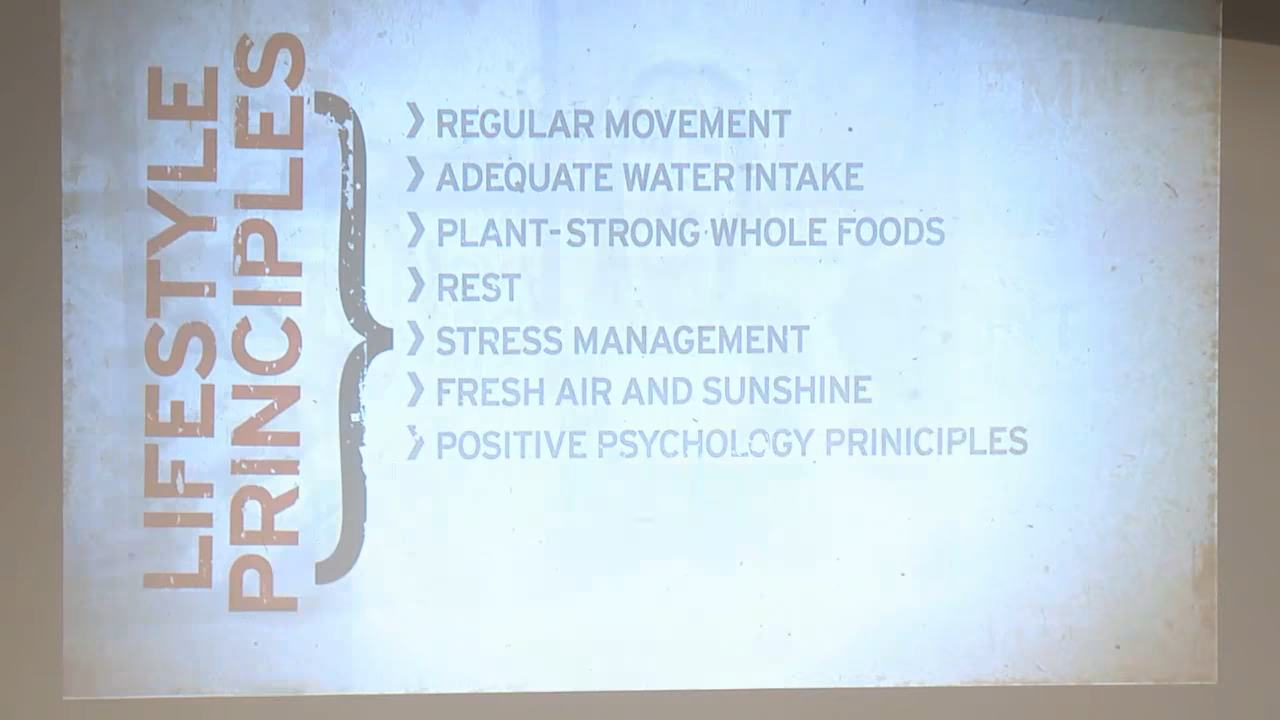 LIFESTYLE
PRINCIPLES
REGULAR MOVEMENT
ADEQUATE WATER INTAKE
PLANT-STRONG WHOLE FOODS
REST
STRESS MANAGEMENT
FRESH AIR AND SUNSHINE
POSITIVE PSYCHOLOGY PRINICIPLES